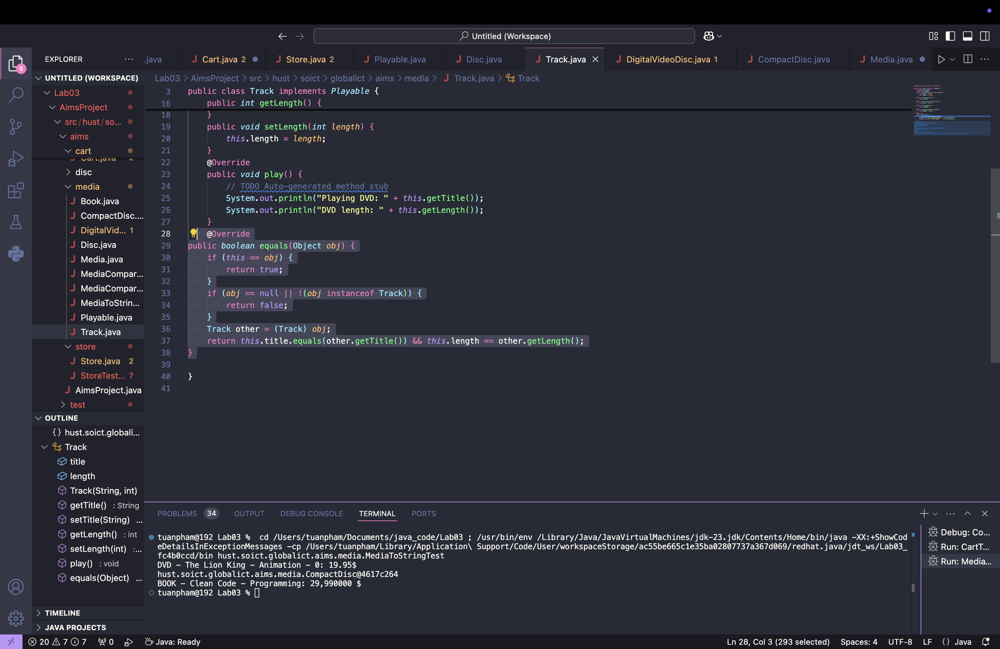 Untitled (Workspace)
EXPLORER
.java
Cart.java 2
Store.java 2
Playable.java
Disc.java
Track.java
DigitalVideoDisc.java 1
CompactDisc.java
Media.java
5
UNTITLED (WORKSPACE)
Lab03
AimsProject
src/hust/so...
aims
cart
Cart.java 2
disc
media
Book.java
CompactDisc....
DigitalVid... 1
Disc.java
Media.java
MediaCompar...
MediaCompar...
MediaToStrin...
Playable.java
Track.java
store
Store.java 2
StoreTest... 7
AimsProject.java
test
OUTLINE
{} hust.soict.globali...
Track
title
length
Track(String, int)
getTitle() : String
setTitle(String) ...
getLength() : int
setLength(int) :...
play() : void
equals(Object) ...
TIMELINE
JAVA PROJECTS
Lab03 > AimsProject > src > hust > soict > globalict > aims > media > Track.java > Track
3 public class Track implements Playable {
16 public int getLength() {
18 }
19 public void setLength(int length) {
20 this.length = length;
21 }
22 @Override
23 public void play() {
24 // TODO Auto-generated method stub
25 System.out.println("Playing DVD: " + this.getTitle());
26 System.out.println("DVD length: " + this.getLength());
27 }
28 @Override
29 public boolean equals(Object obj) {
30 if (this == obj) {
31 return true;
32 }
33 if (obj == null || !(obj instanceof Track)) {
34 return false;
35 }
36 Track other = (Track) obj;
37 return this.title.equals(other.getTitle()) && this.length == other.getLength();
38 }
39
40 }
41
PROBLEMS 34 OUTPUT DEBUG CONSOLE TERMINAL PORTS
tuanpham@192 Lab03 % cd /Users/tuanpham/Documents/java_code/Lab03 ; /usr/bin/env /Library/Java/JavaVirtualMachines/jdk-23.jdk/Contents/Home/bin/java -XX:+ShowCod
eDetailsInExceptionMessages -cp /Users/tuanpham/Library/Application\ Support/Code/User/workspaceStorage/ac55be665c1e35ba02807737a367d069/redhat.java/jdt_ws/Lab03_
fc4b0ccd/bin hust.soict.globalict.aims.media.MediaToStringTest
DVD - The Lion King - Animation - 0: 19.95$
hust.soict.globalict.aims.media.CompactDisc@4617c264
BOOK - Clean Code - Programming: 29,990000 $
tuanpham@192 Lab03 %
Debug: Co...
Run: CartT...
Run: Media...
20 7 7 0 Java: Ready
Ln 28, Col 3 (293 selected) Spaces: 4 UTF-8 LF {} Java